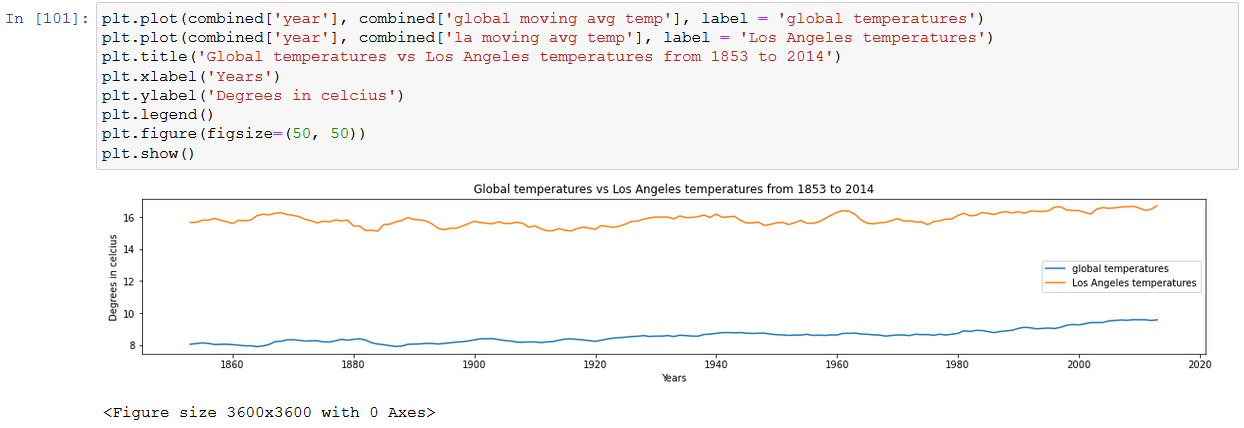 In [101]: plt.plot(combined['year'], combined['global moving avg temp'], label = 'global temperatures')
plt.plot(combined['year'], combined['la moving avg temp'], label = 'Los Angeles temperatures')
plt.title('Global temperatures vs Los Angeles temperatures from 1853 to 2014')
plt.xlabel('Years')
plt.ylabel('Degrees in celcius')
plt.legend()
plt.figure(figsize=(50, 50))
plt.show()
Global temperatures vs Los Angeles temperatures from 1853 to 2014
Degrees in celcius
16
14
12
10
8
global temperatures
Los Angeles temperatures
1860 1880 1900 1920 1940 1960 1980 2000 2020
Years
<Figure size 3600x3600 with 0 Axes>